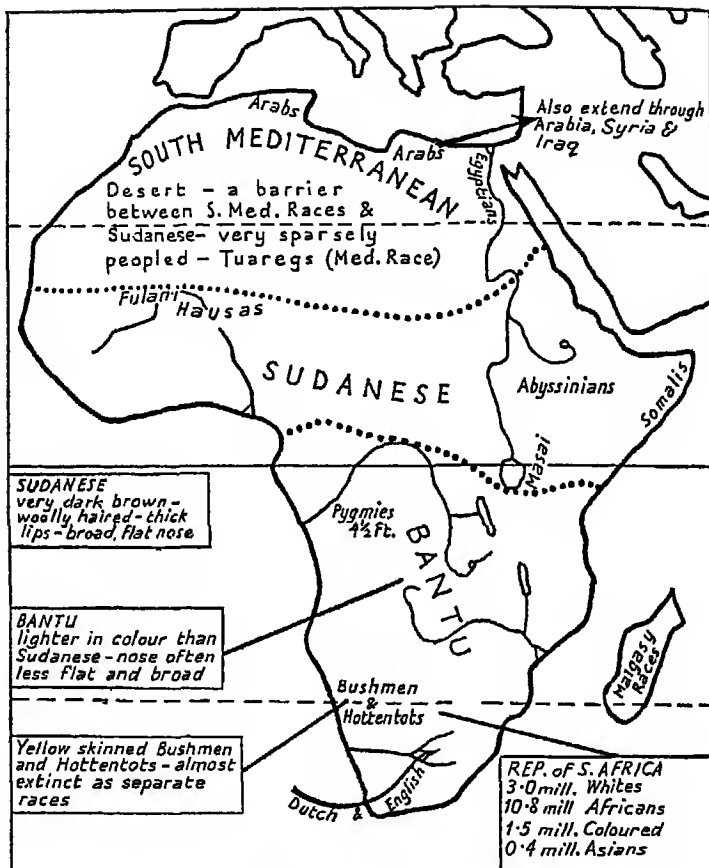 Arabs
SOUTH MEDITERRANEAN
Arabs
Also extend through
Arabia, Syria &
Iraq
Egyptians
Desert – a barrier
between S. Med. Races &
Sudanese– very sparsely
peopled – Tuaregs (Med. Race)
Fulani
Hausas
SUDANESE
Abyssinians
Somalis
Masai
SUDANESE
very dark brown–
woolly haired–thick
lips–broad, flat nose
Pygmies
4½ft.
BANTU
BANTU
lighter in colour than
Sudanese–nose often
less flat and broad
Malgasy
Races
Bushmen
&
Hottentots
Yellow skinned Bushmen
and Hottentots–almost
extinct as separate
races
Dutch & English
REP. of S. AFRICA
3·0 mill. Whites
10·8 mill Africans
1·5 mill. Coloured
0·4 mill. Asians